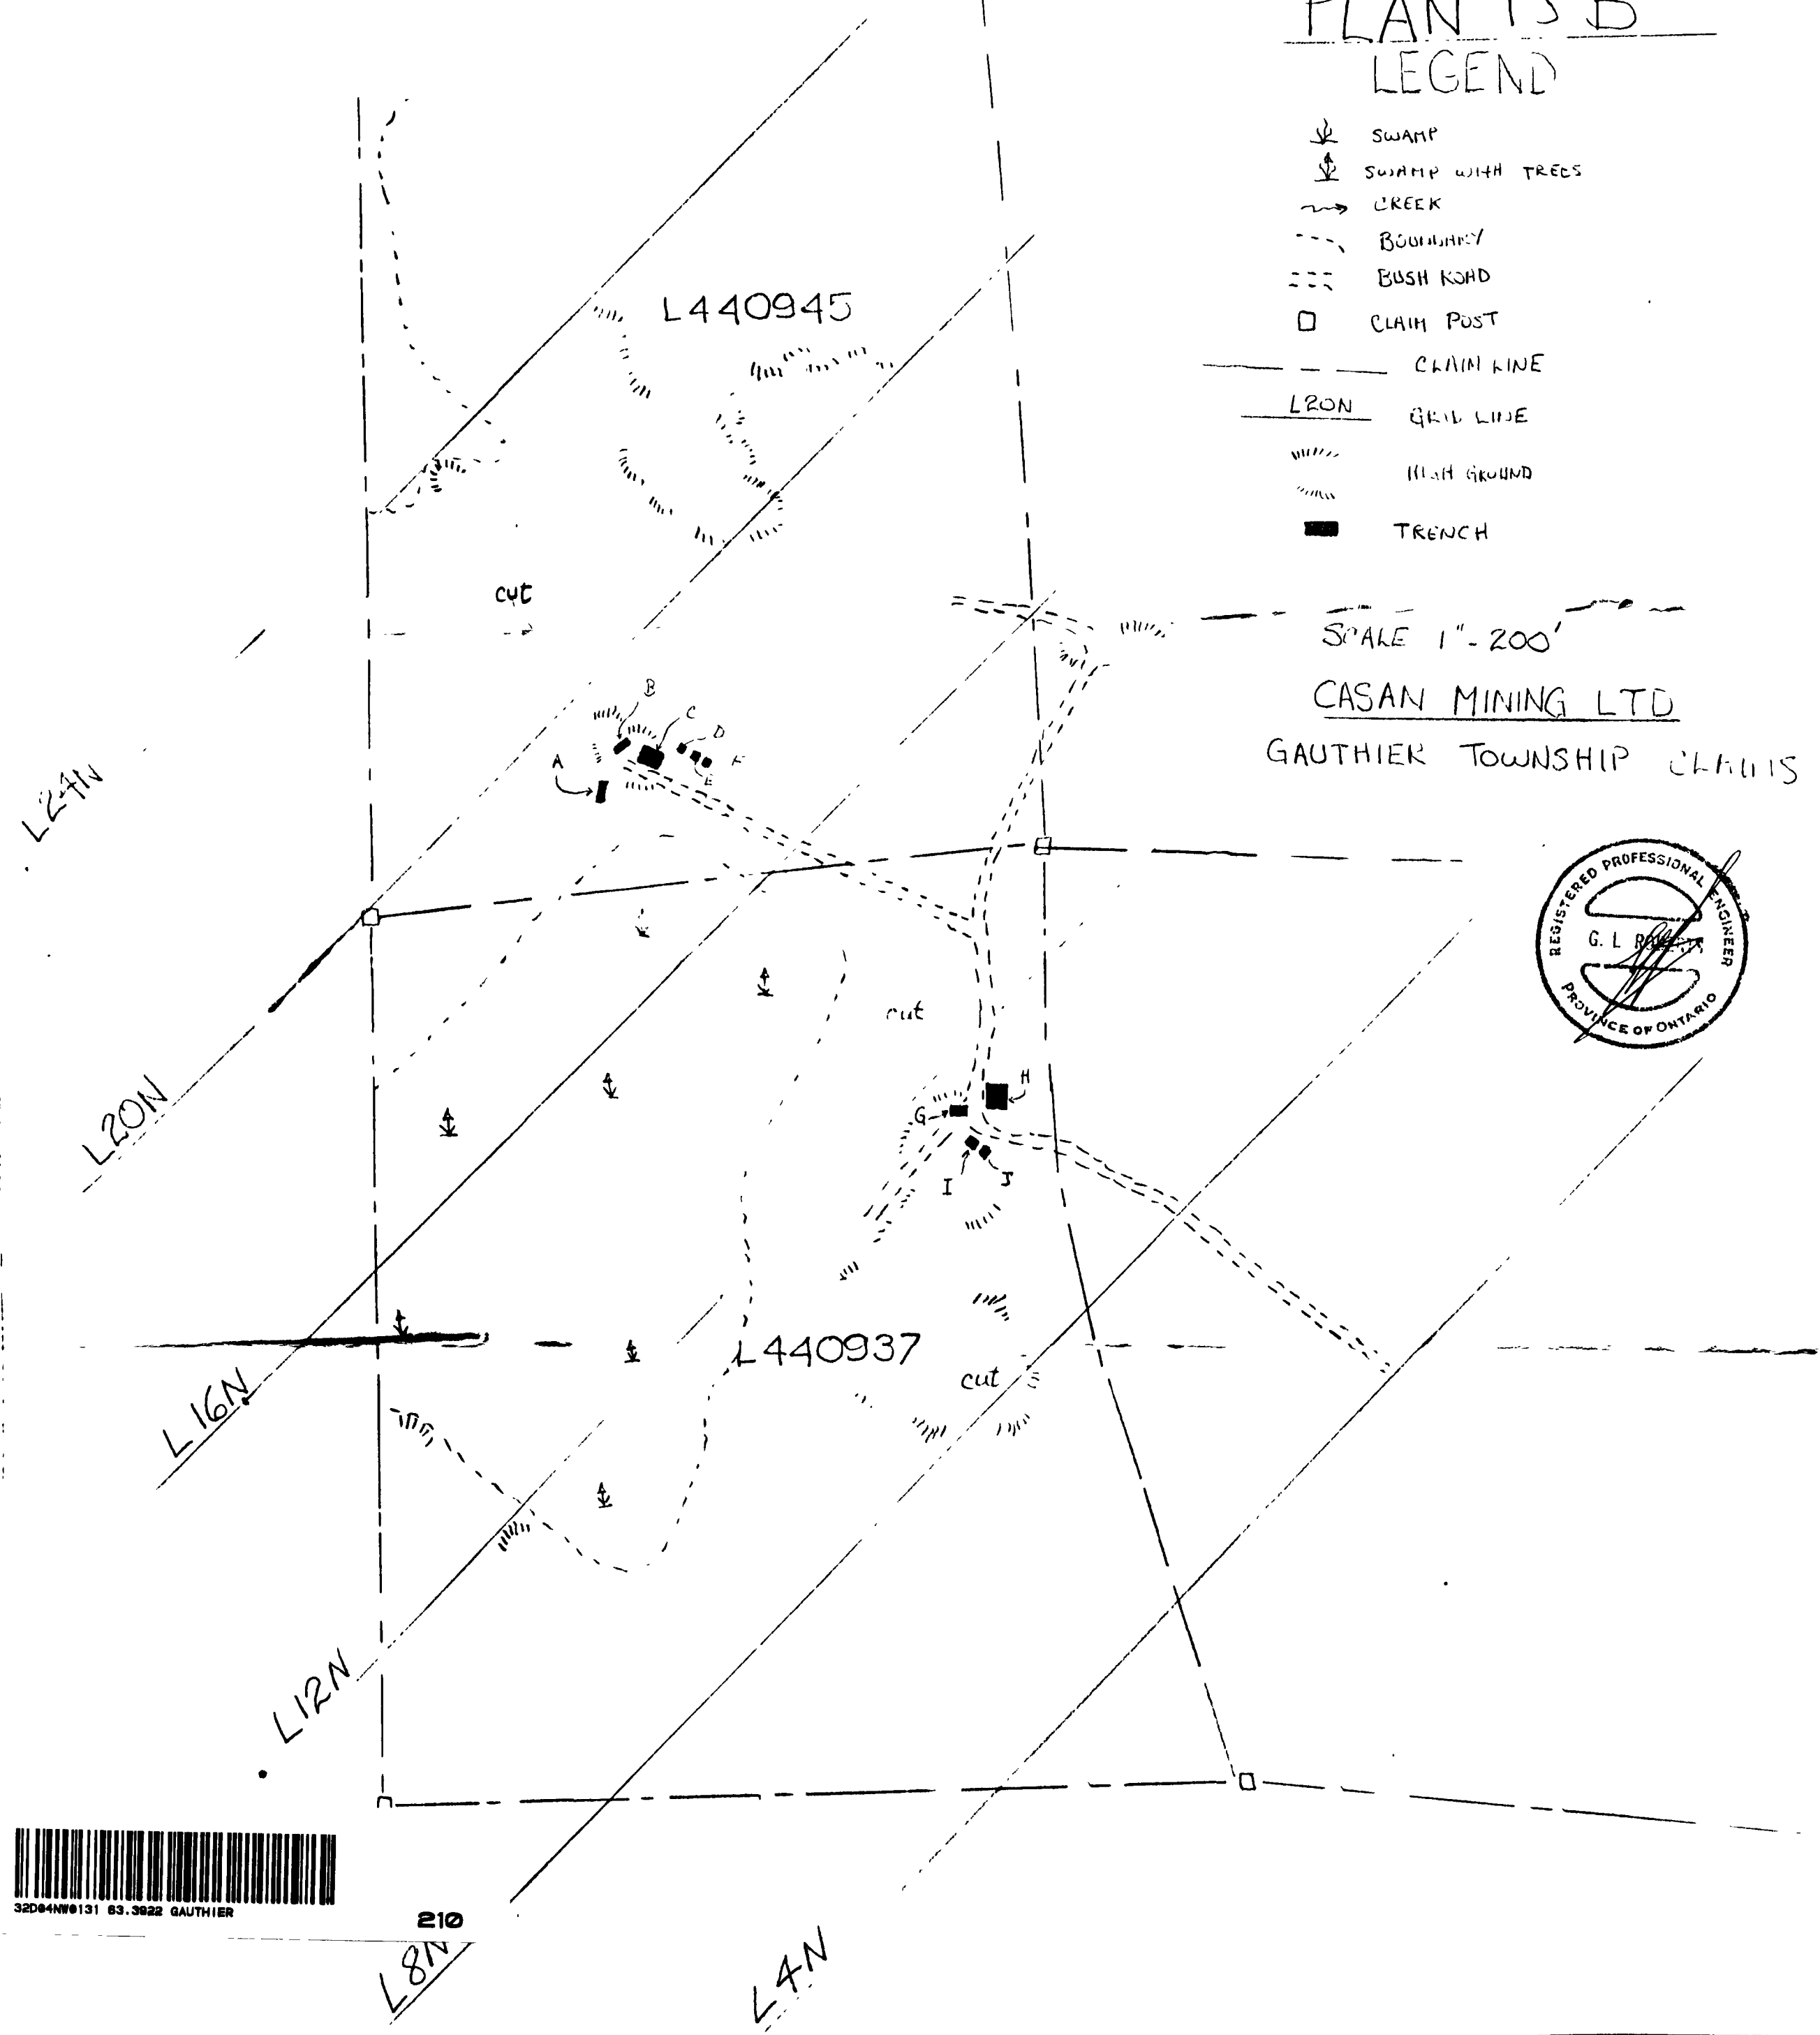 PLAN 13 B
LEGEND
SWAMP
SWAMP WITH TREES
CREEK
BOUNDARY
BUSH ROAD
CLAIM POST
CLAIM LINE
L20N GRID LINE
HIGH GROUND
TRENCH
SCALE 1"-200'
CASAN MINING LTD
GAUTHIER TOWNSHIP CLAIMS
REGISTERED PROFESSIONAL ENGINEER
G. L
PROVINCE OF ONTARIO
L440945
cut
B
C
D
A
E
F
L24N
L20N
cut
H
G
I
J
L440937
cut
L16N
L12N
L8N
L4N
32D04NW0131 63.3922 GAUTHIER
210